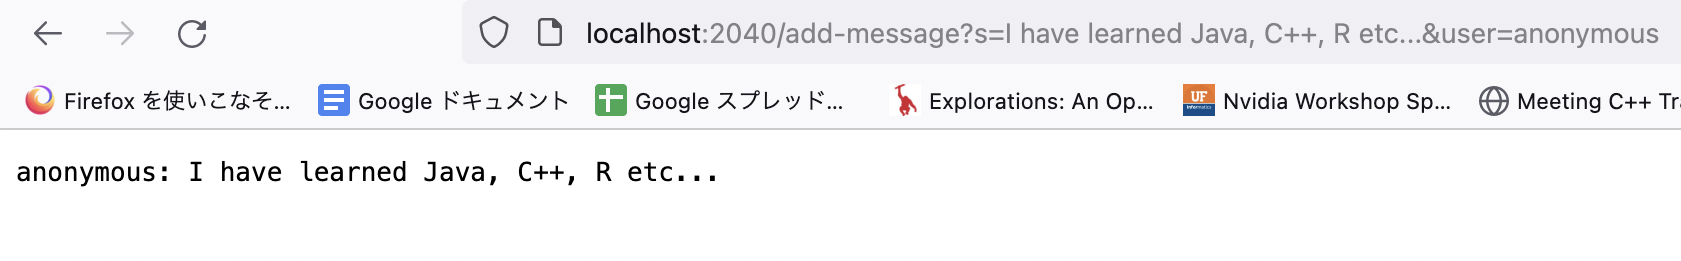 localhost:2040/add-message?s=I have learned Java, C++, R etc...&user=anonymous
Firefox を使いこなそ... Google ドキュメント Google スプレッド... Explorations: An Op... UF Informatics Nvidia Workshop Sp... Meeting C++ Tr
anonymous: I have learned Java, C++, R etc...